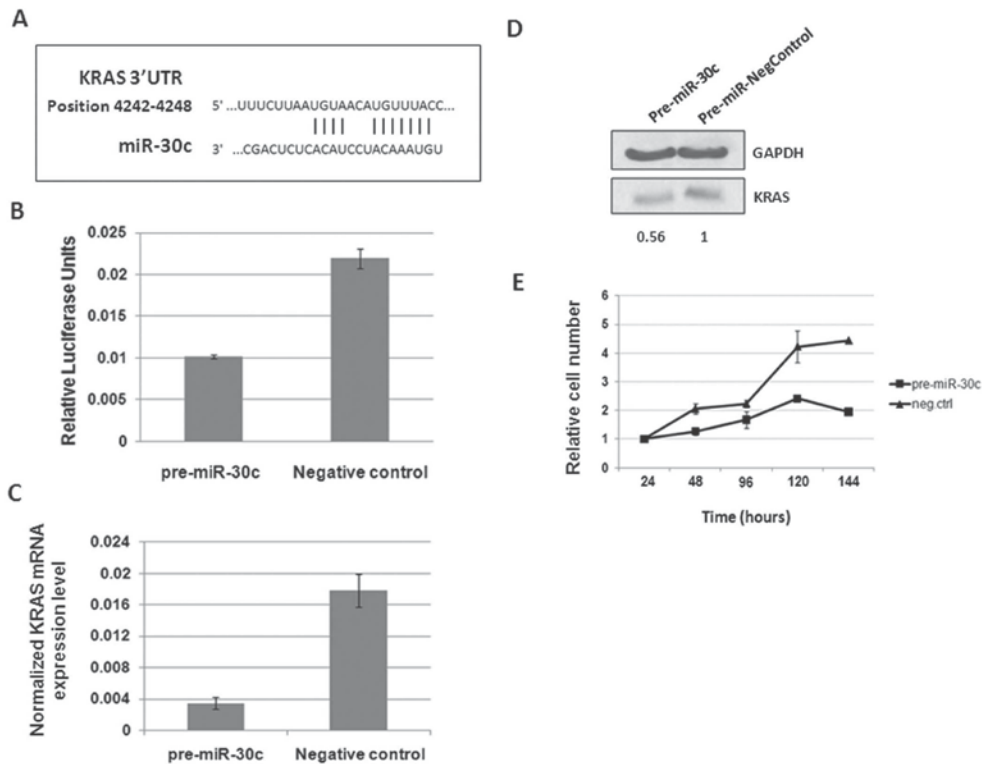 A
KRAS 3'UTR
Position 4242-4248 5' ...UUUCUUAAUGUAACAUGUUUACC...
miR-30c 3' ...CGACUCUCACAUCCUACAAAUGU
B
Relative Luciferase Units
0.025
0.02
0.01
0.005
0
pre-miR-30c Negative control
C
Normalized KRAS mRNA
expression level
0.024
0.02
0.016
0.012
0.008
0.004
0
pre-miR-30c Negative control
D
Pre-miR-30c
Pre-miR-NegControl
GAPDH
KRAS
0.56 1
E
Relative cell number
6
5
4
3
2
1
0
24 48 96 120 144
Time (hours)
pre-miR-30c
neg.ctrl